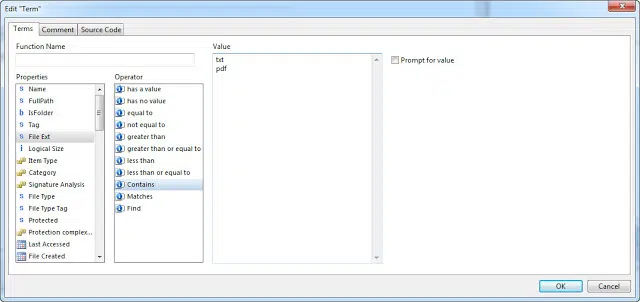 Edit "Term"
Terms Comment Source Code
Function Name
Value
txt
pdf
Prompt for value
Properties
Name
FullPath
IsFolder
Tag
File Ext
Logical Size
Item Type
Category
Signature Analysis
File Type
File Type Tag
Protected
Protection complex...
Last Accessed
File Created
Operator
has a value
has no value
equal to
not equal to
greater than
greater than or equal to
less than
less than or equal to
Contains
Matches
Find
OK Cancel